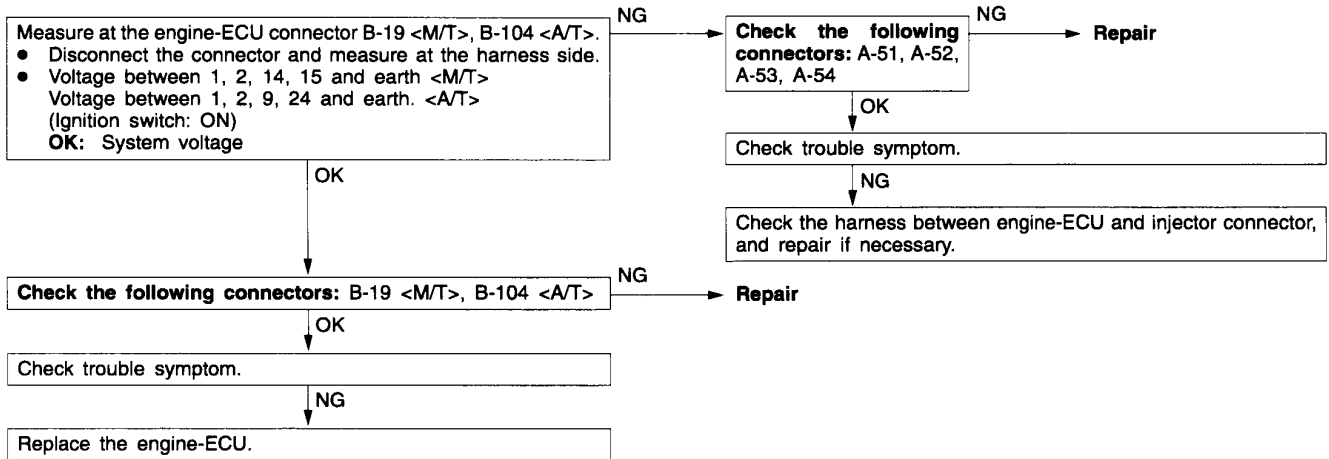 Measure at the engine-ECU connector B-19 <M/T>, B-104 <A/T>.
● Disconnect the connector and measure at the harness side.
● Voltage between 1, 2, 14, 15 and earth <M/T>
Voltage between 1, 2, 9, 24 and earth. <A/T>
(Ignition switch: ON)
OK: System voltage
NG
Check the following
connectors: A-51, A-52,
A-53, A-54
NG
Repair
OK
Check trouble symptom.
NG
Check the harness between engine-ECU and injector connector,
and repair if necessary.
OK
Check the following connectors: B-19 <M/T>, B-104 <A/T>
NG
Repair
OK
Check trouble symptom.
NG
Replace the engine-ECU.